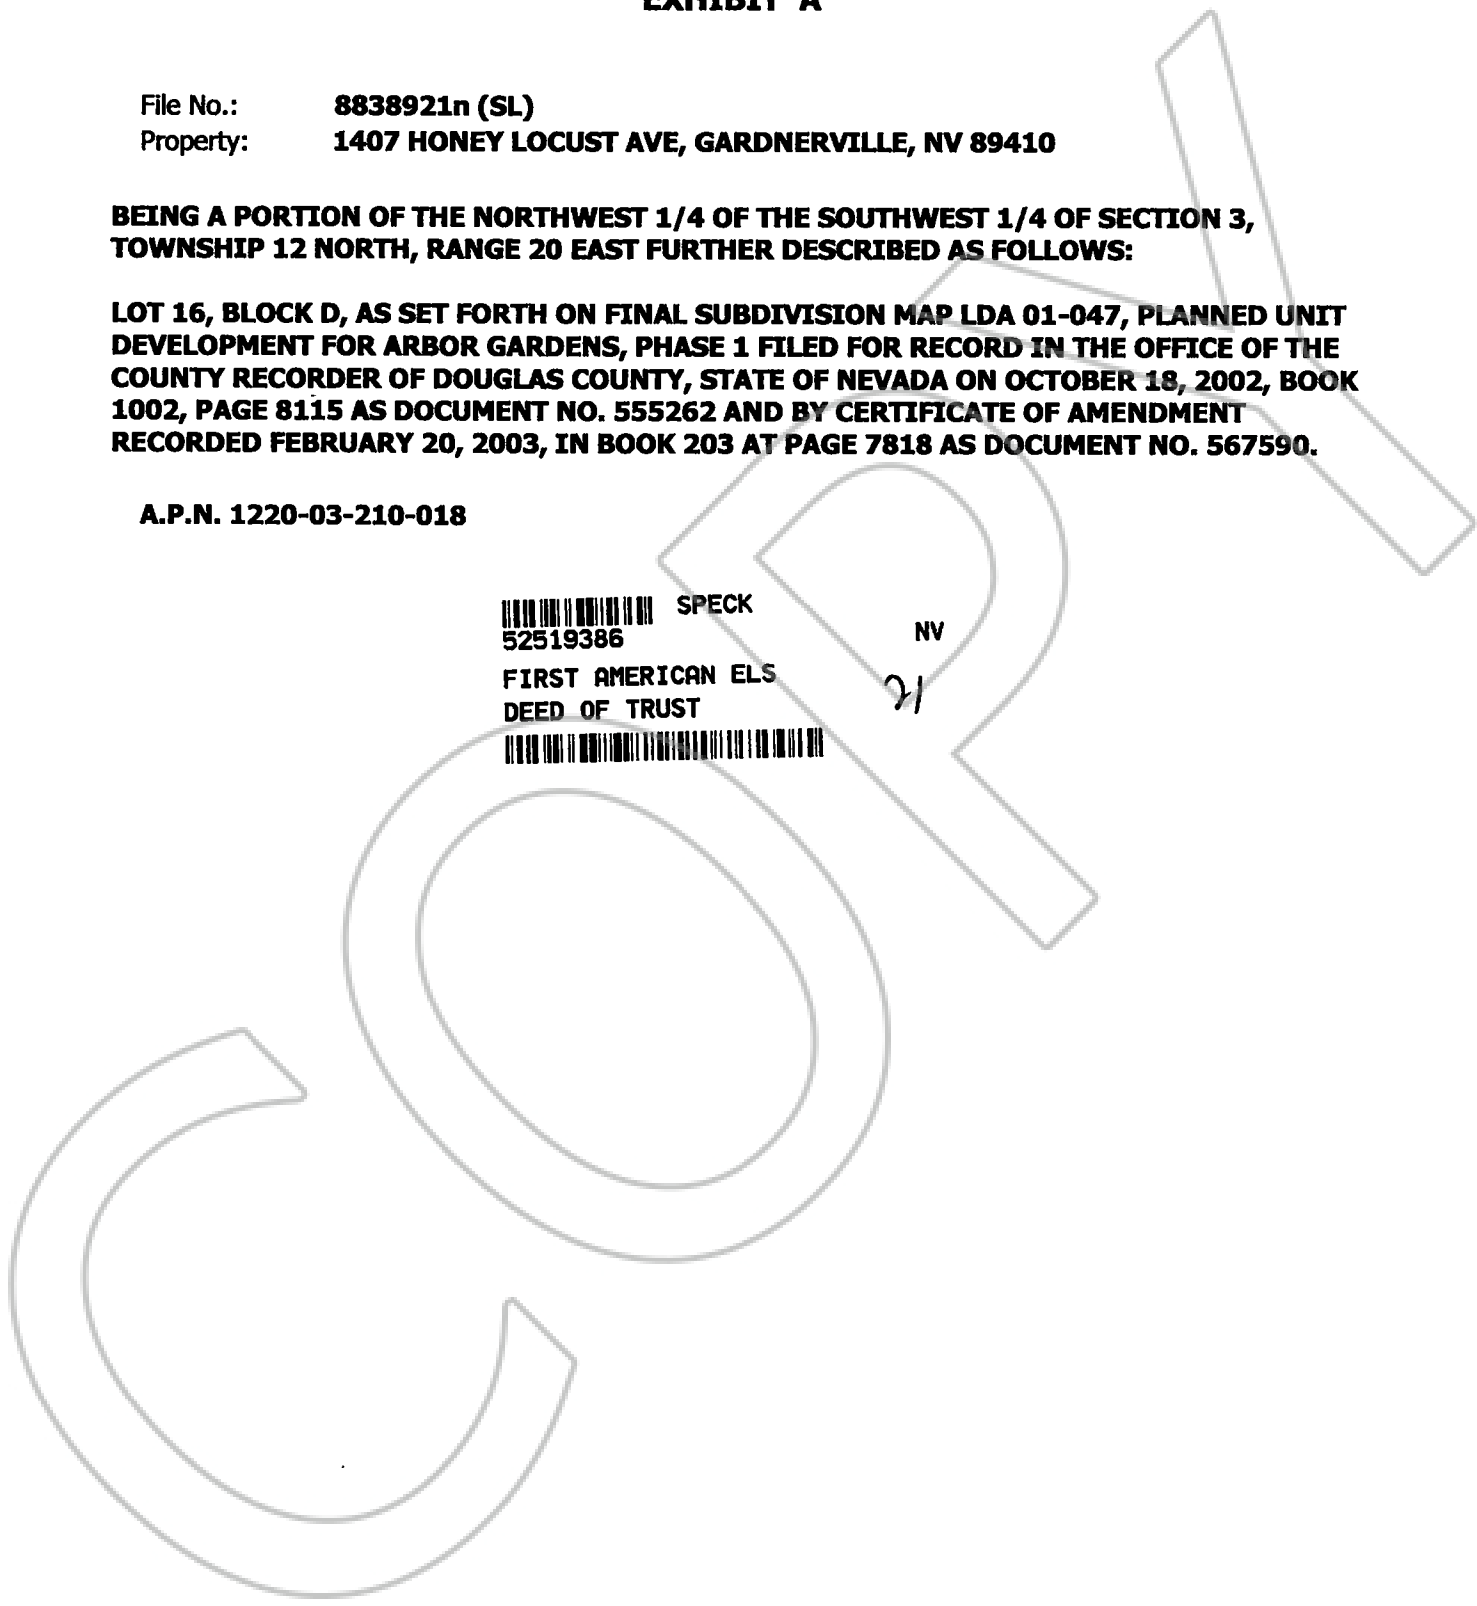 EXHIBIT A
File No.: 8838921n (SL)
Property: 1407 HONEY LOCUST AVE, GARDNERVILLE, NV 89410
BEING A PORTION OF THE NORTHWEST 1/4 OF THE SOUTHWEST 1/4 OF SECTION 3,
TOWNSHIP 12 NORTH, RANGE 20 EAST FURTHER DESCRIBED AS FOLLOWS:
LOT 16, BLOCK D, AS SET FORTH ON FINAL SUBDIVISION MAP LDA 01-047, PLANNED UNIT
DEVELOPMENT FOR ARBOR GARDENS, PHASE 1 FILED FOR RECORD IN THE OFFICE OF THE
COUNTY RECORDER OF DOUGLAS COUNTY, STATE OF NEVADA ON OCTOBER 18, 2002, BOOK
1002, PAGE 8115 AS DOCUMENT NO. 555262 AND BY CERTIFICATE OF AMENDMENT
RECORDED FEBRUARY 20, 2003, IN BOOK 203 AT PAGE 7818 AS DOCUMENT NO. 567590.
A.P.N. 1220-03-210-018
SPECK
52519386 NV
FIRST AMERICAN ELS
DEED OF TRUST
21
COPY